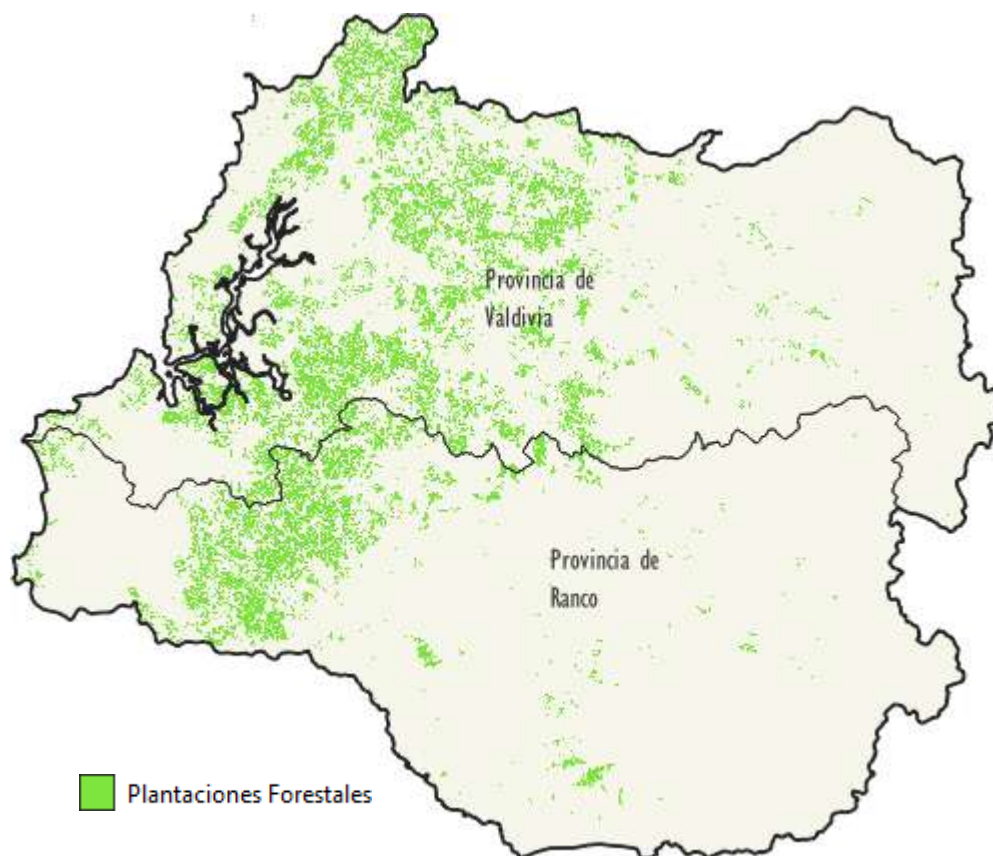 Provincia de
Valdivia
Provincia de
Ranco
Plantaciones Forestales